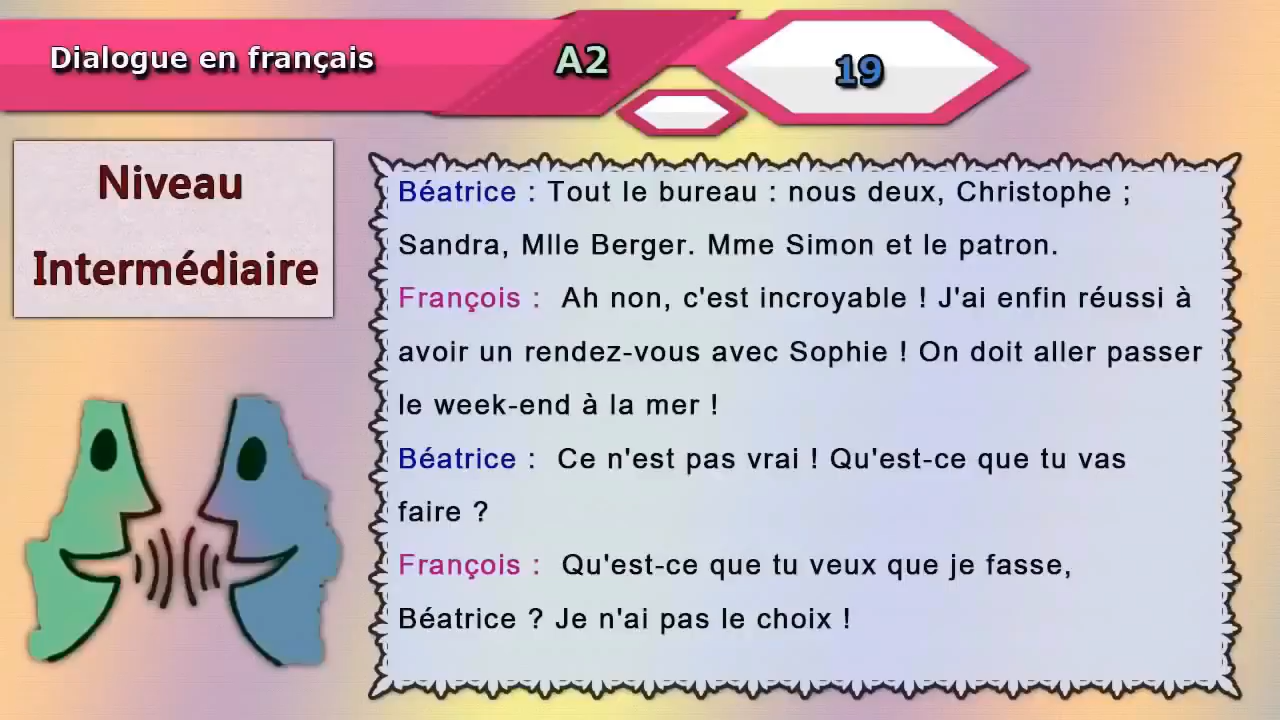 Dialogue en français
A2
19
Niveau
Intermédiaire
Béatrice : Tout le bureau : nous deux, Christophe ;
Sandra, Mlle Berger. Mme Simon et le patron.
François : Ah non, c'est incroyable ! J'ai enfin réussi à
avoir un rendez-vous avec Sophie ! On doit aller passer
le week-end à la mer !
Béatrice : Ce n'est pas vrai ! Qu'est-ce que tu vas
faire ?
François : Qu'est-ce que tu veux que je fasse,
Béatrice ? Je n'ai pas le choix !